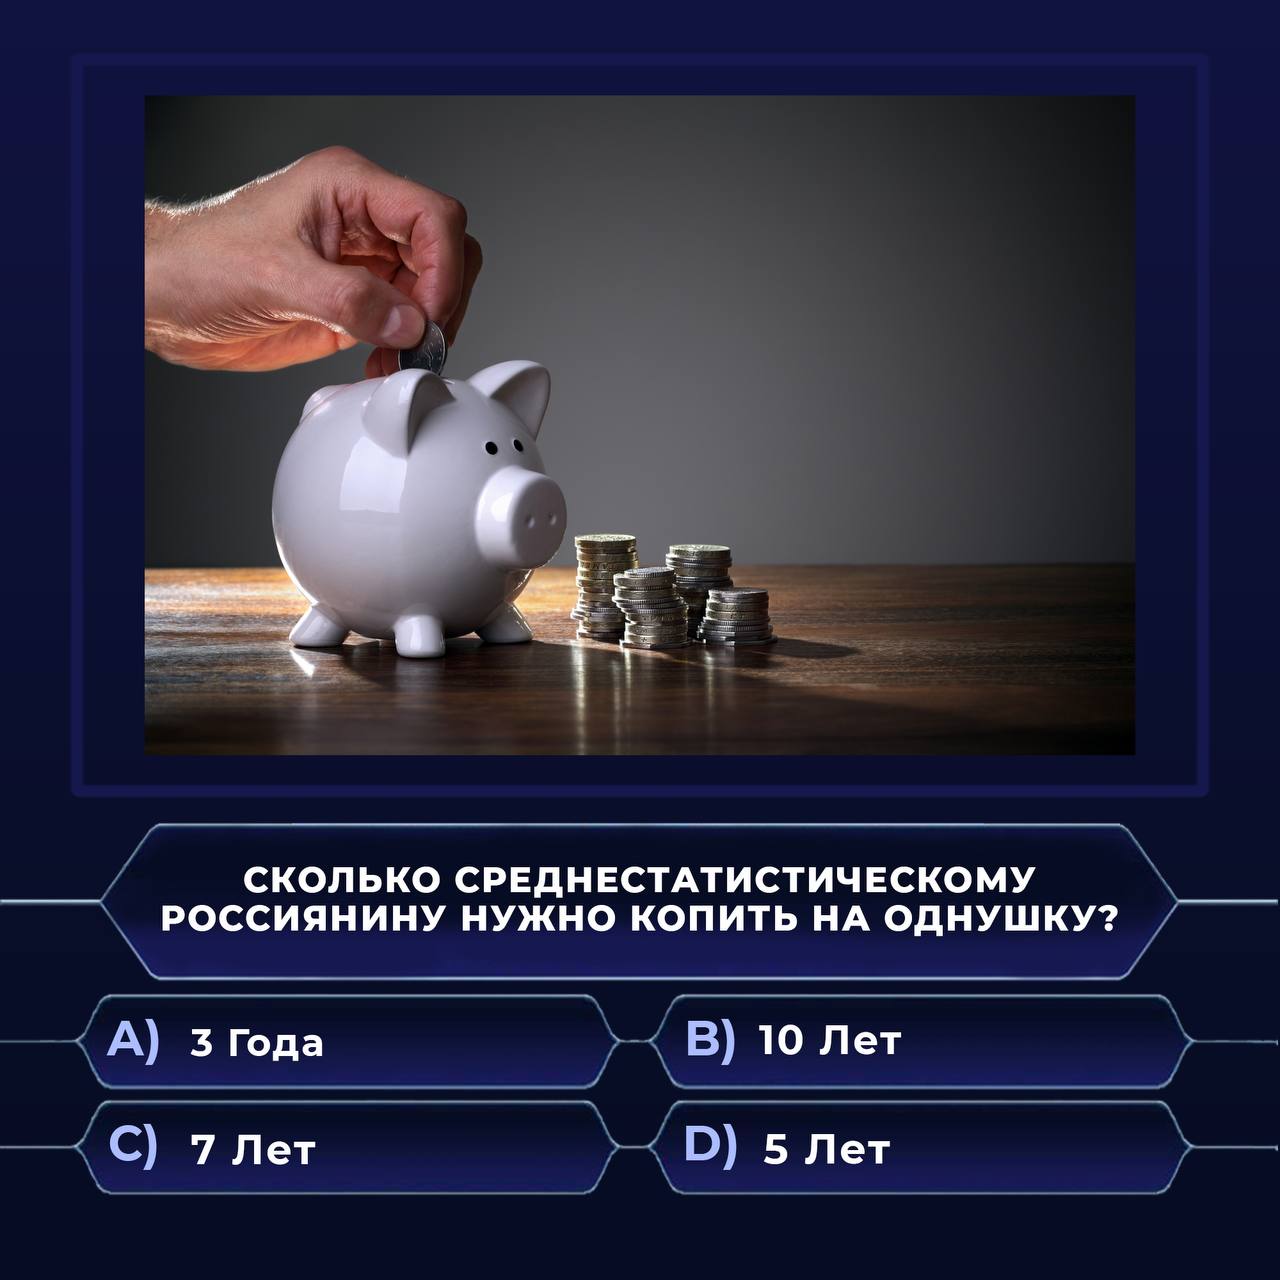 СКОЛЬКО СРЕДНЕСТАТИСТИЧЕСКОМУ
РОССИЯНИНУ НУЖНО КОПИТЬ НА ОДНУШКУ?
A) 3 Года
B) 10 Лет
C) 7 Лет
D) 5 Лет